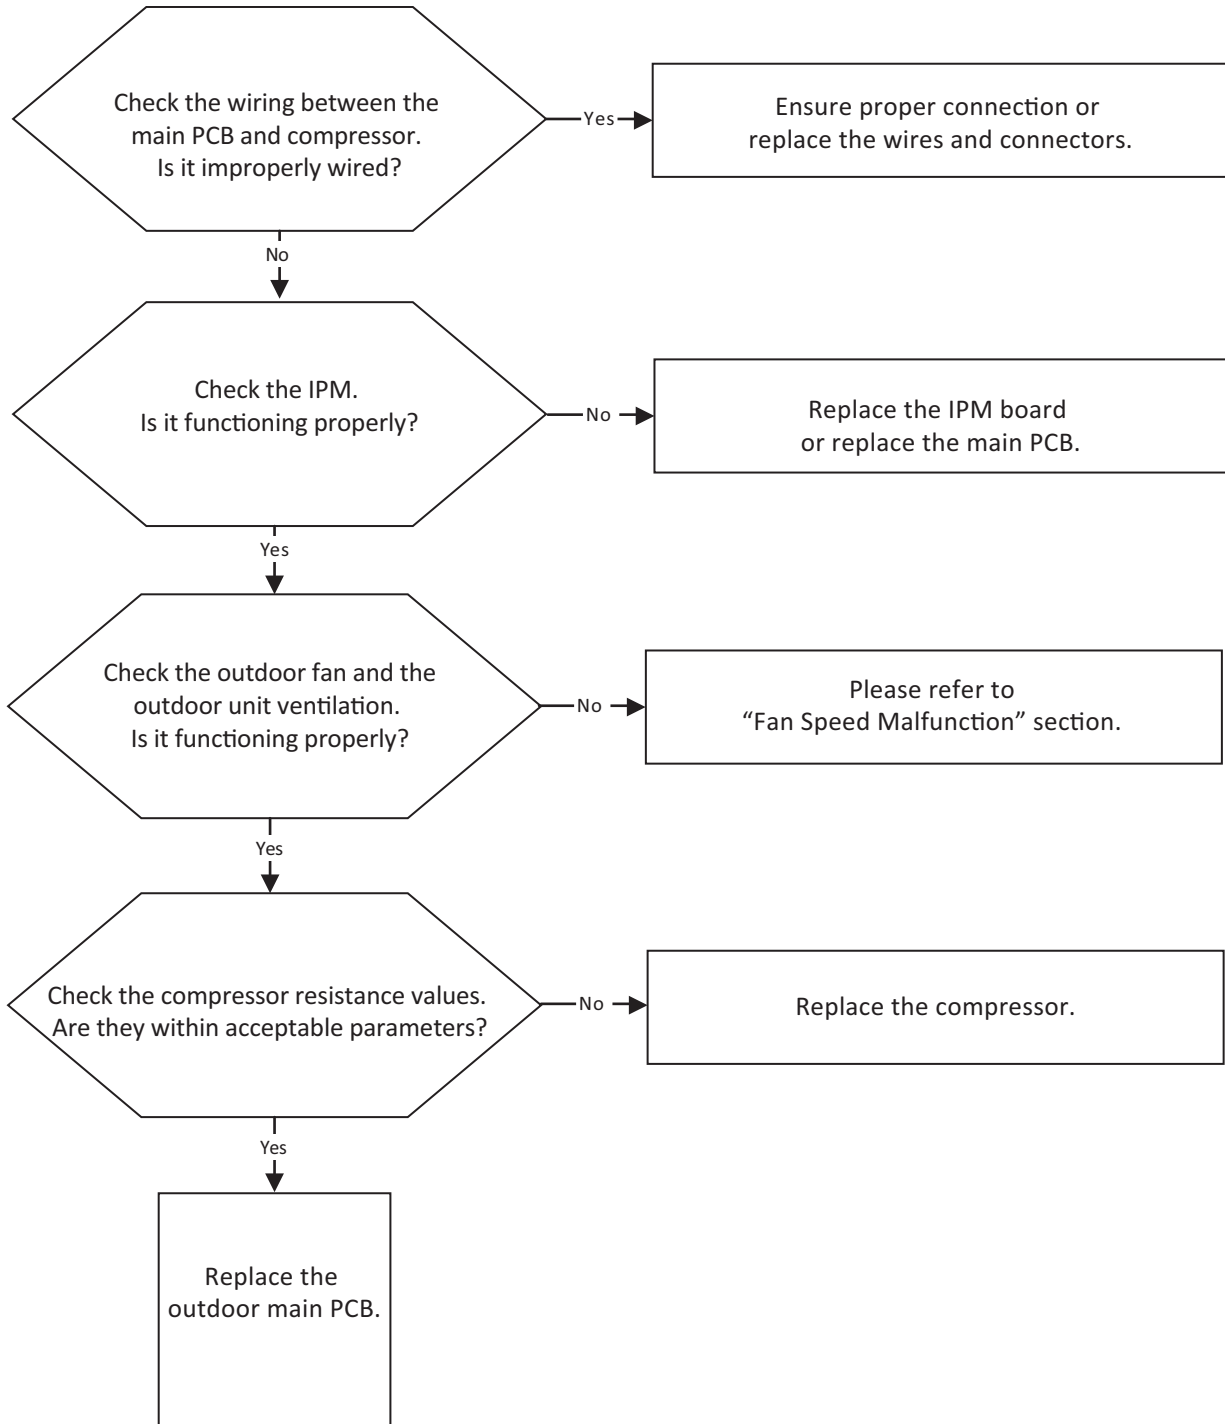 Check the wiring between the
main PCB and compressor.
Is it improperly wired?
Yes
Ensure proper connection or
replace the wires and connectors.
No
Check the IPM.
Is it functioning properly?
No
Replace the IPM board
or replace the main PCB.
Yes
Check the outdoor fan and the
outdoor unit ventilation.
Is it functioning properly?
No
Please refer to
“Fan Speed Malfunction” section.
Yes
Check the compressor resistance values.
Are they within acceptable parameters?
No
Replace the compressor.
Yes
Replace the
outdoor main PCB.